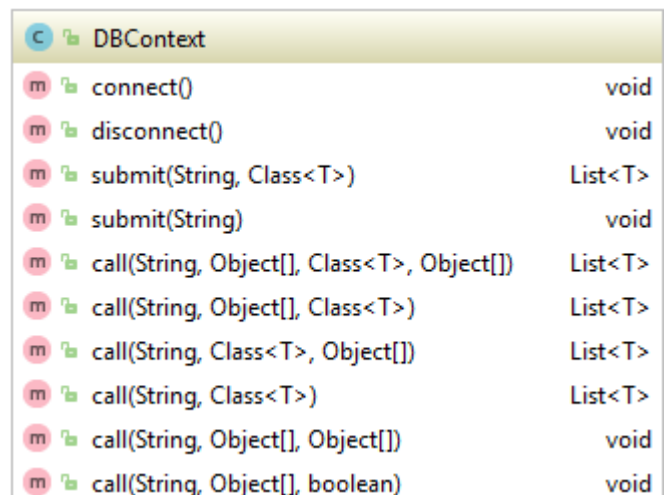 C DBContext
m connect() void
m disconnect() void
m submit(String, Class<T>) List<T>
m submit(String) void
m call(String, Object[], Class<T>, Object[]) List<T>
m call(String, Object[], Class<T>) List<T>
m call(String, Class<T>, Object[]) List<T>
m call(String, Class<T>) List<T>
m call(String, Object[], Object[]) void
m call(String, Object[], boolean) void